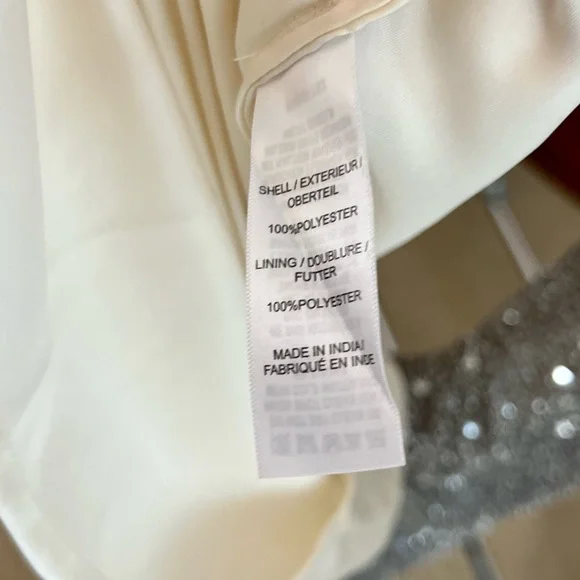 SHELL / EXTERIEUR /
OBERTEIL
100%POLYESTER
LINING / DOUBLURE /
FUTTER
100%POLYESTER
MADE IN INDIA/
FABRIQUÉ EN INDE